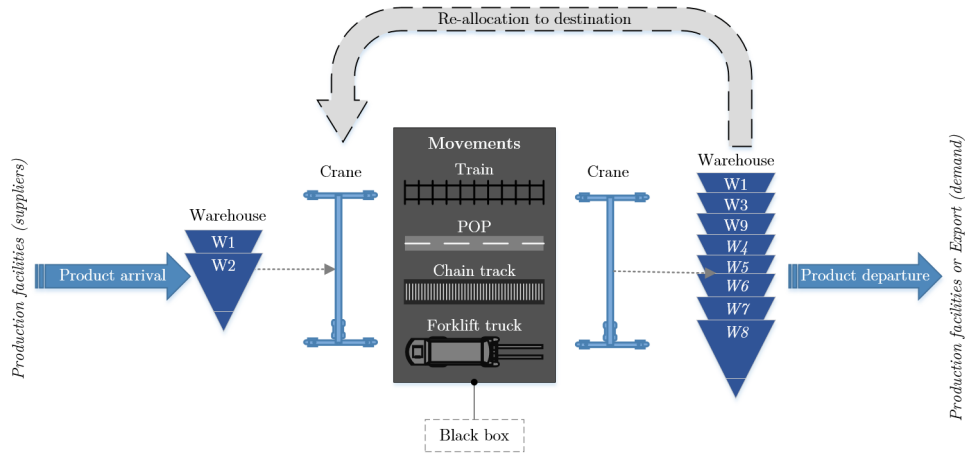 Re-allocation to destination
Production facilities (suppliers)
Product arrival
Warehouse
W1
W2
Crane
Movements
Train
POP
Chain track
Forklift truck
Black box
Crane
Warehouse
W1
W3
W9
W4
W5
W6
W7
W8
Product departure
Production facilities or Export (demand)